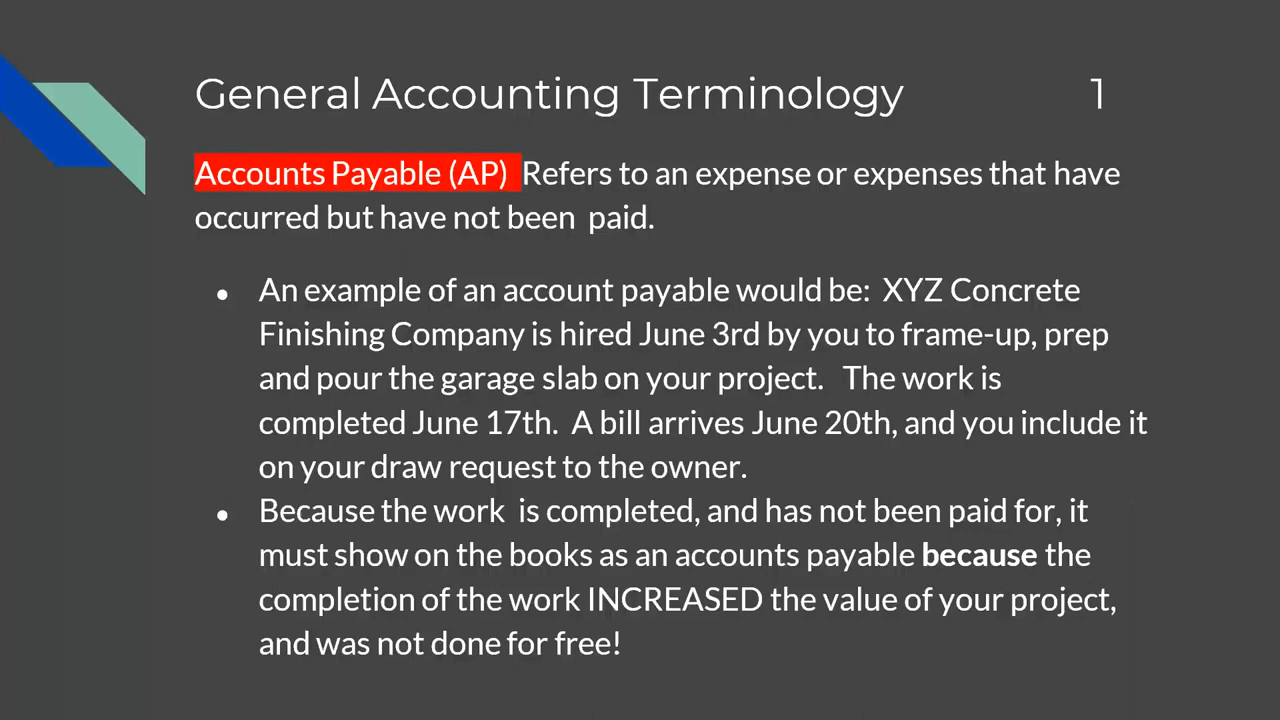 General Accounting Terminology 1
Accounts Payable (AP) Refers to an expense or expenses that have
occurred but have not been paid.
● An example of an account payable would be: XYZ Concrete
Finishing Company is hired June 3rd by you to frame-up, prep
and pour the garage slab on your project. The work is
completed June 17th. A bill arrives June 20th, and you include it
on your draw request to the owner.
● Because the work is completed, and has not been paid for, it
must show on the books as an accounts payable because the
completion of the work INCREASED the value of your project,
and was not done for free!